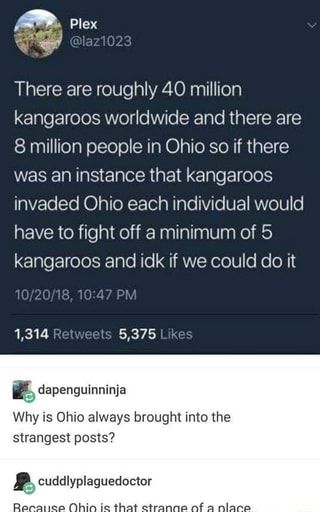 Plex
@laz1023
There are roughly 40 million
kangaroos worldwide and there are
8 million people in Ohio so if there
was an instance that kangaroos
invaded Ohio each individual would
have to fight off a minimum of 5
kangaroos and idk if we could do it
10/20/18, 10:47 PM
1,314 Retweets 5,375 Likes
dapenguinninja
Why is Ohio always brought into the
strangest posts?
cuddlyplaguedoctor
Because Ohio is that strange of a place..